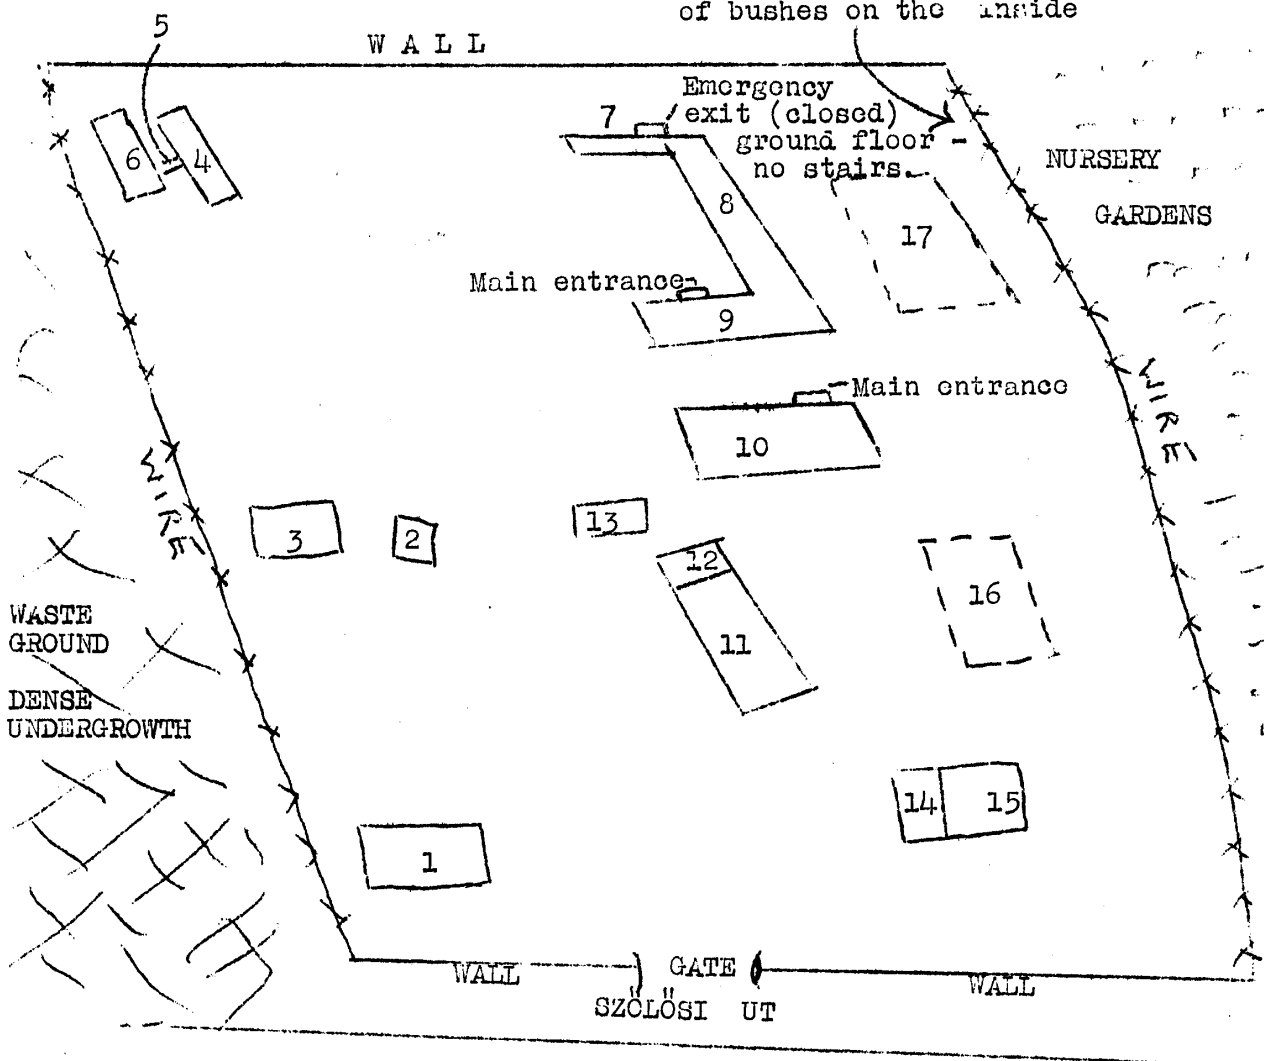 of bushes on the inside
5
WALL
Emergency
7 exit (closed)
ground floor -
no stairs.
6
4
NURSERY
GARDENS
8
17
Main entrance
9
Main entrance
WIRE
10
WIRE
3
2
13
12
16
11
WASTE
GROUND
DENSE
UNDERGROWTH
14
15
1
WALL
GATE
WALL
SZÖLÖSI UT